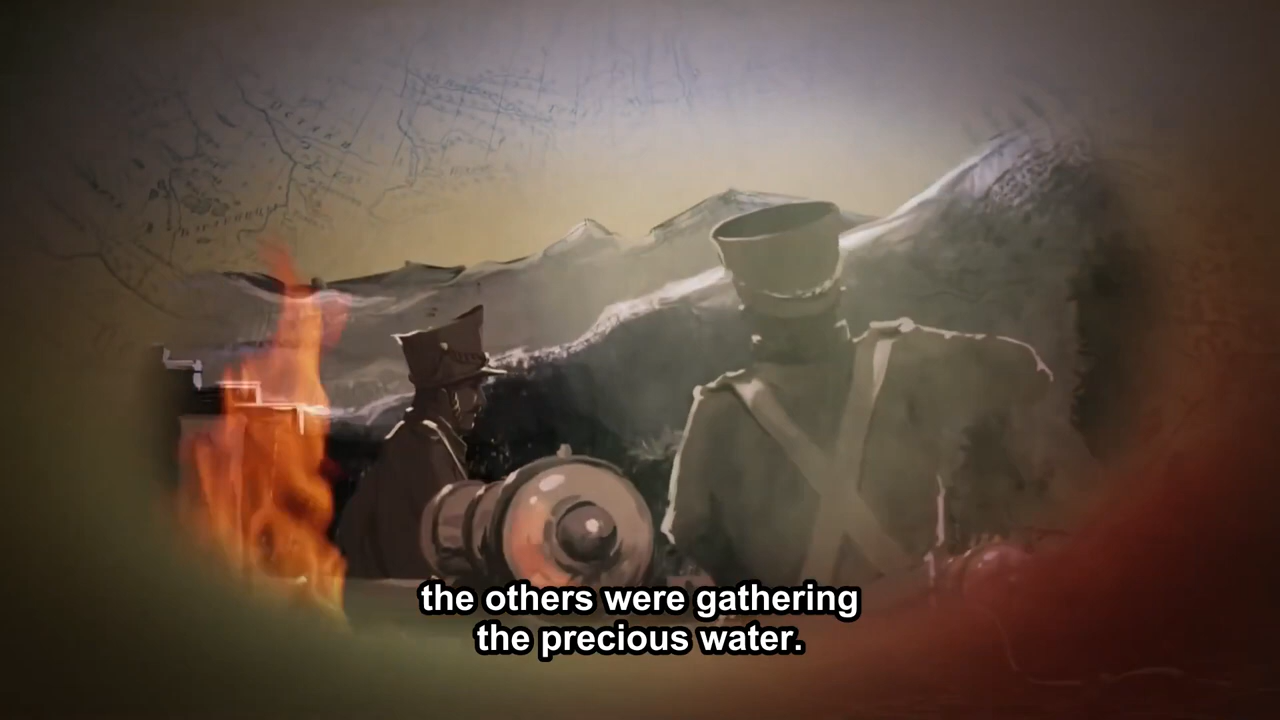 the others were gathering
the precious water.